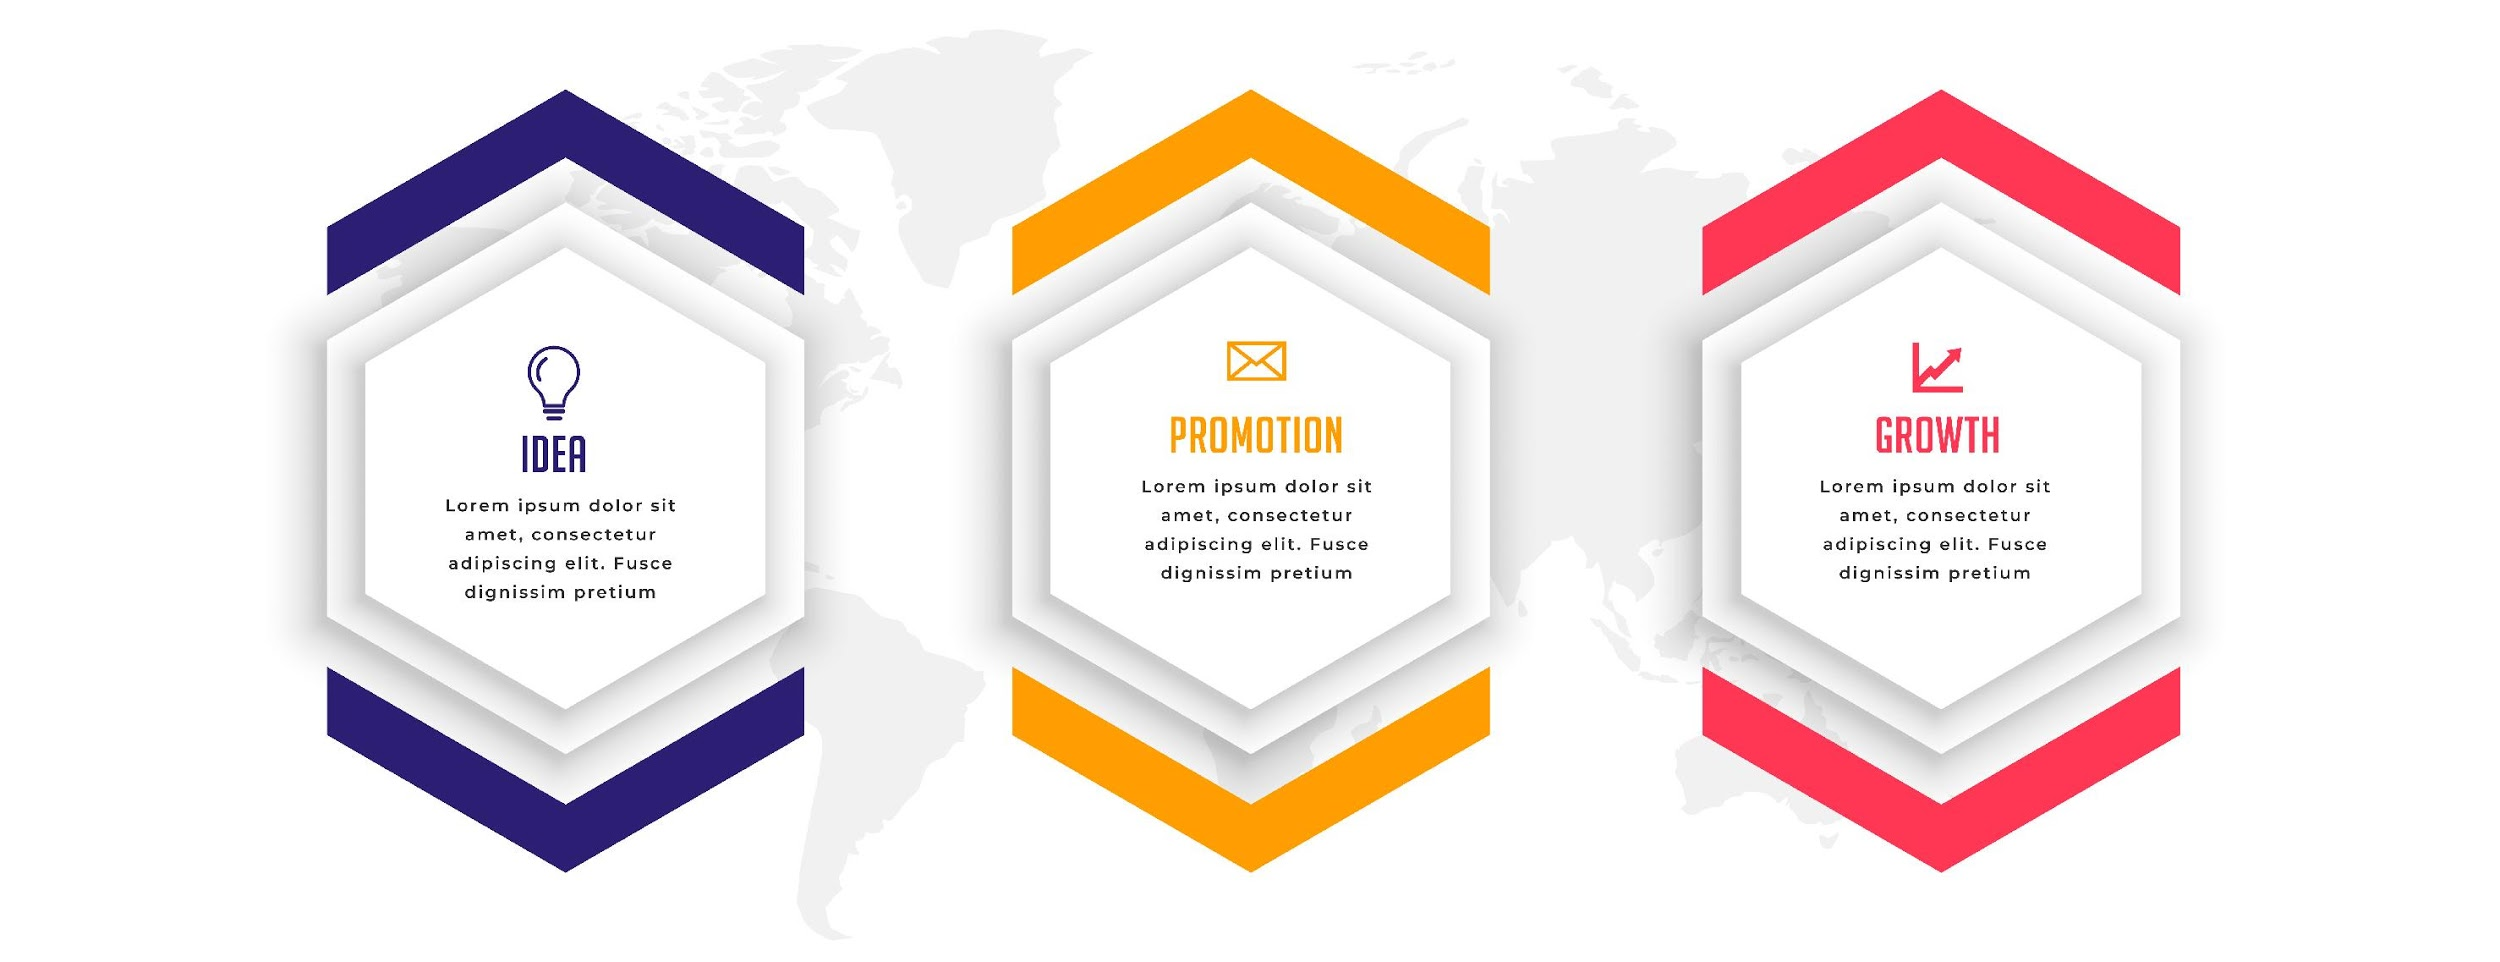 IDEA
Lorem ipsum dolor sit
amet, consectetur
adipiscing elit. Fusce
dignissim pretium
PROMOTION
Lorem ipsum dolor sit
amet, consectetur
adipiscing elit. Fusce
dignissim pretium
GROWTH
Lorem ipsum dolor sit
amet, consectetur
adipiscing elit. Fusce
dignissim pretium